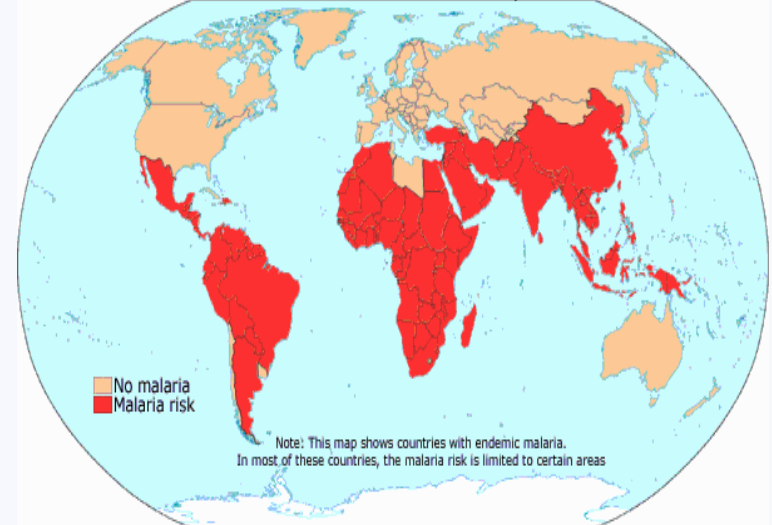 No malaria
Malaria risk
Note: This map shows countries with endemic malaria.
In most of these countries, the malaria risk is limited to certain areas